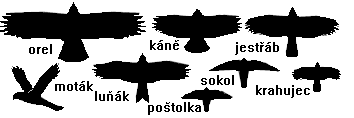 orel
káně
jestřáb
moták
luňák
poštolka
sokol
krahujec